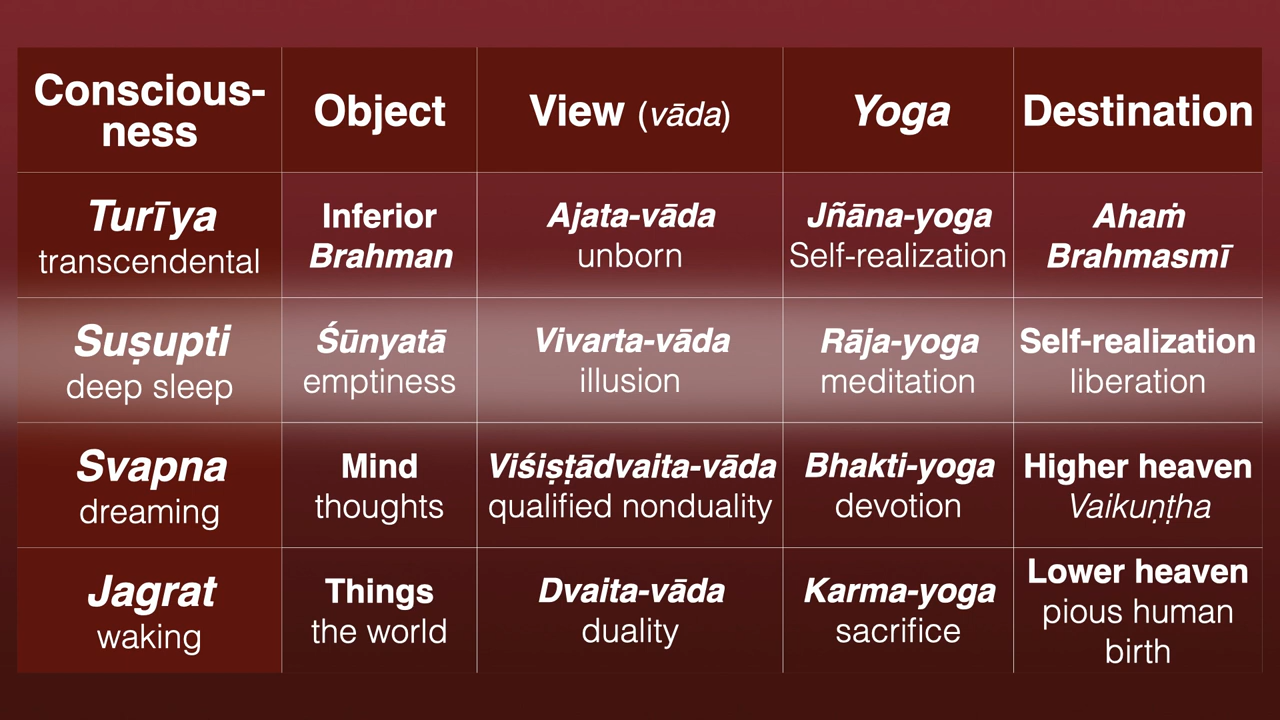 Conscious-
ness
Object
View (vāda)
Yoga
Destination
Turīya
transcendental
Inferior
Brahman
Ajata-vāda
unborn
Jñāna-yoga
Self-realization
Ahaṁ
Brahmasmī
Suṣupti
deep sleep
Śūnyatā
emptiness
Vivarta-vāda
illusion
Rāja-yoga
meditation
Self-realization
liberation
Svapna
dreaming
Mind
thoughts
Viśiṣṭādvaita-vāda
qualified nonduality
Bhakti-yoga
devotion
Higher heaven
Vaikuṇṭha
Jagrat
waking
Things
the world
Dvaita-vāda
duality
Karma-yoga
sacrifice
Lower heaven
pious human
birth